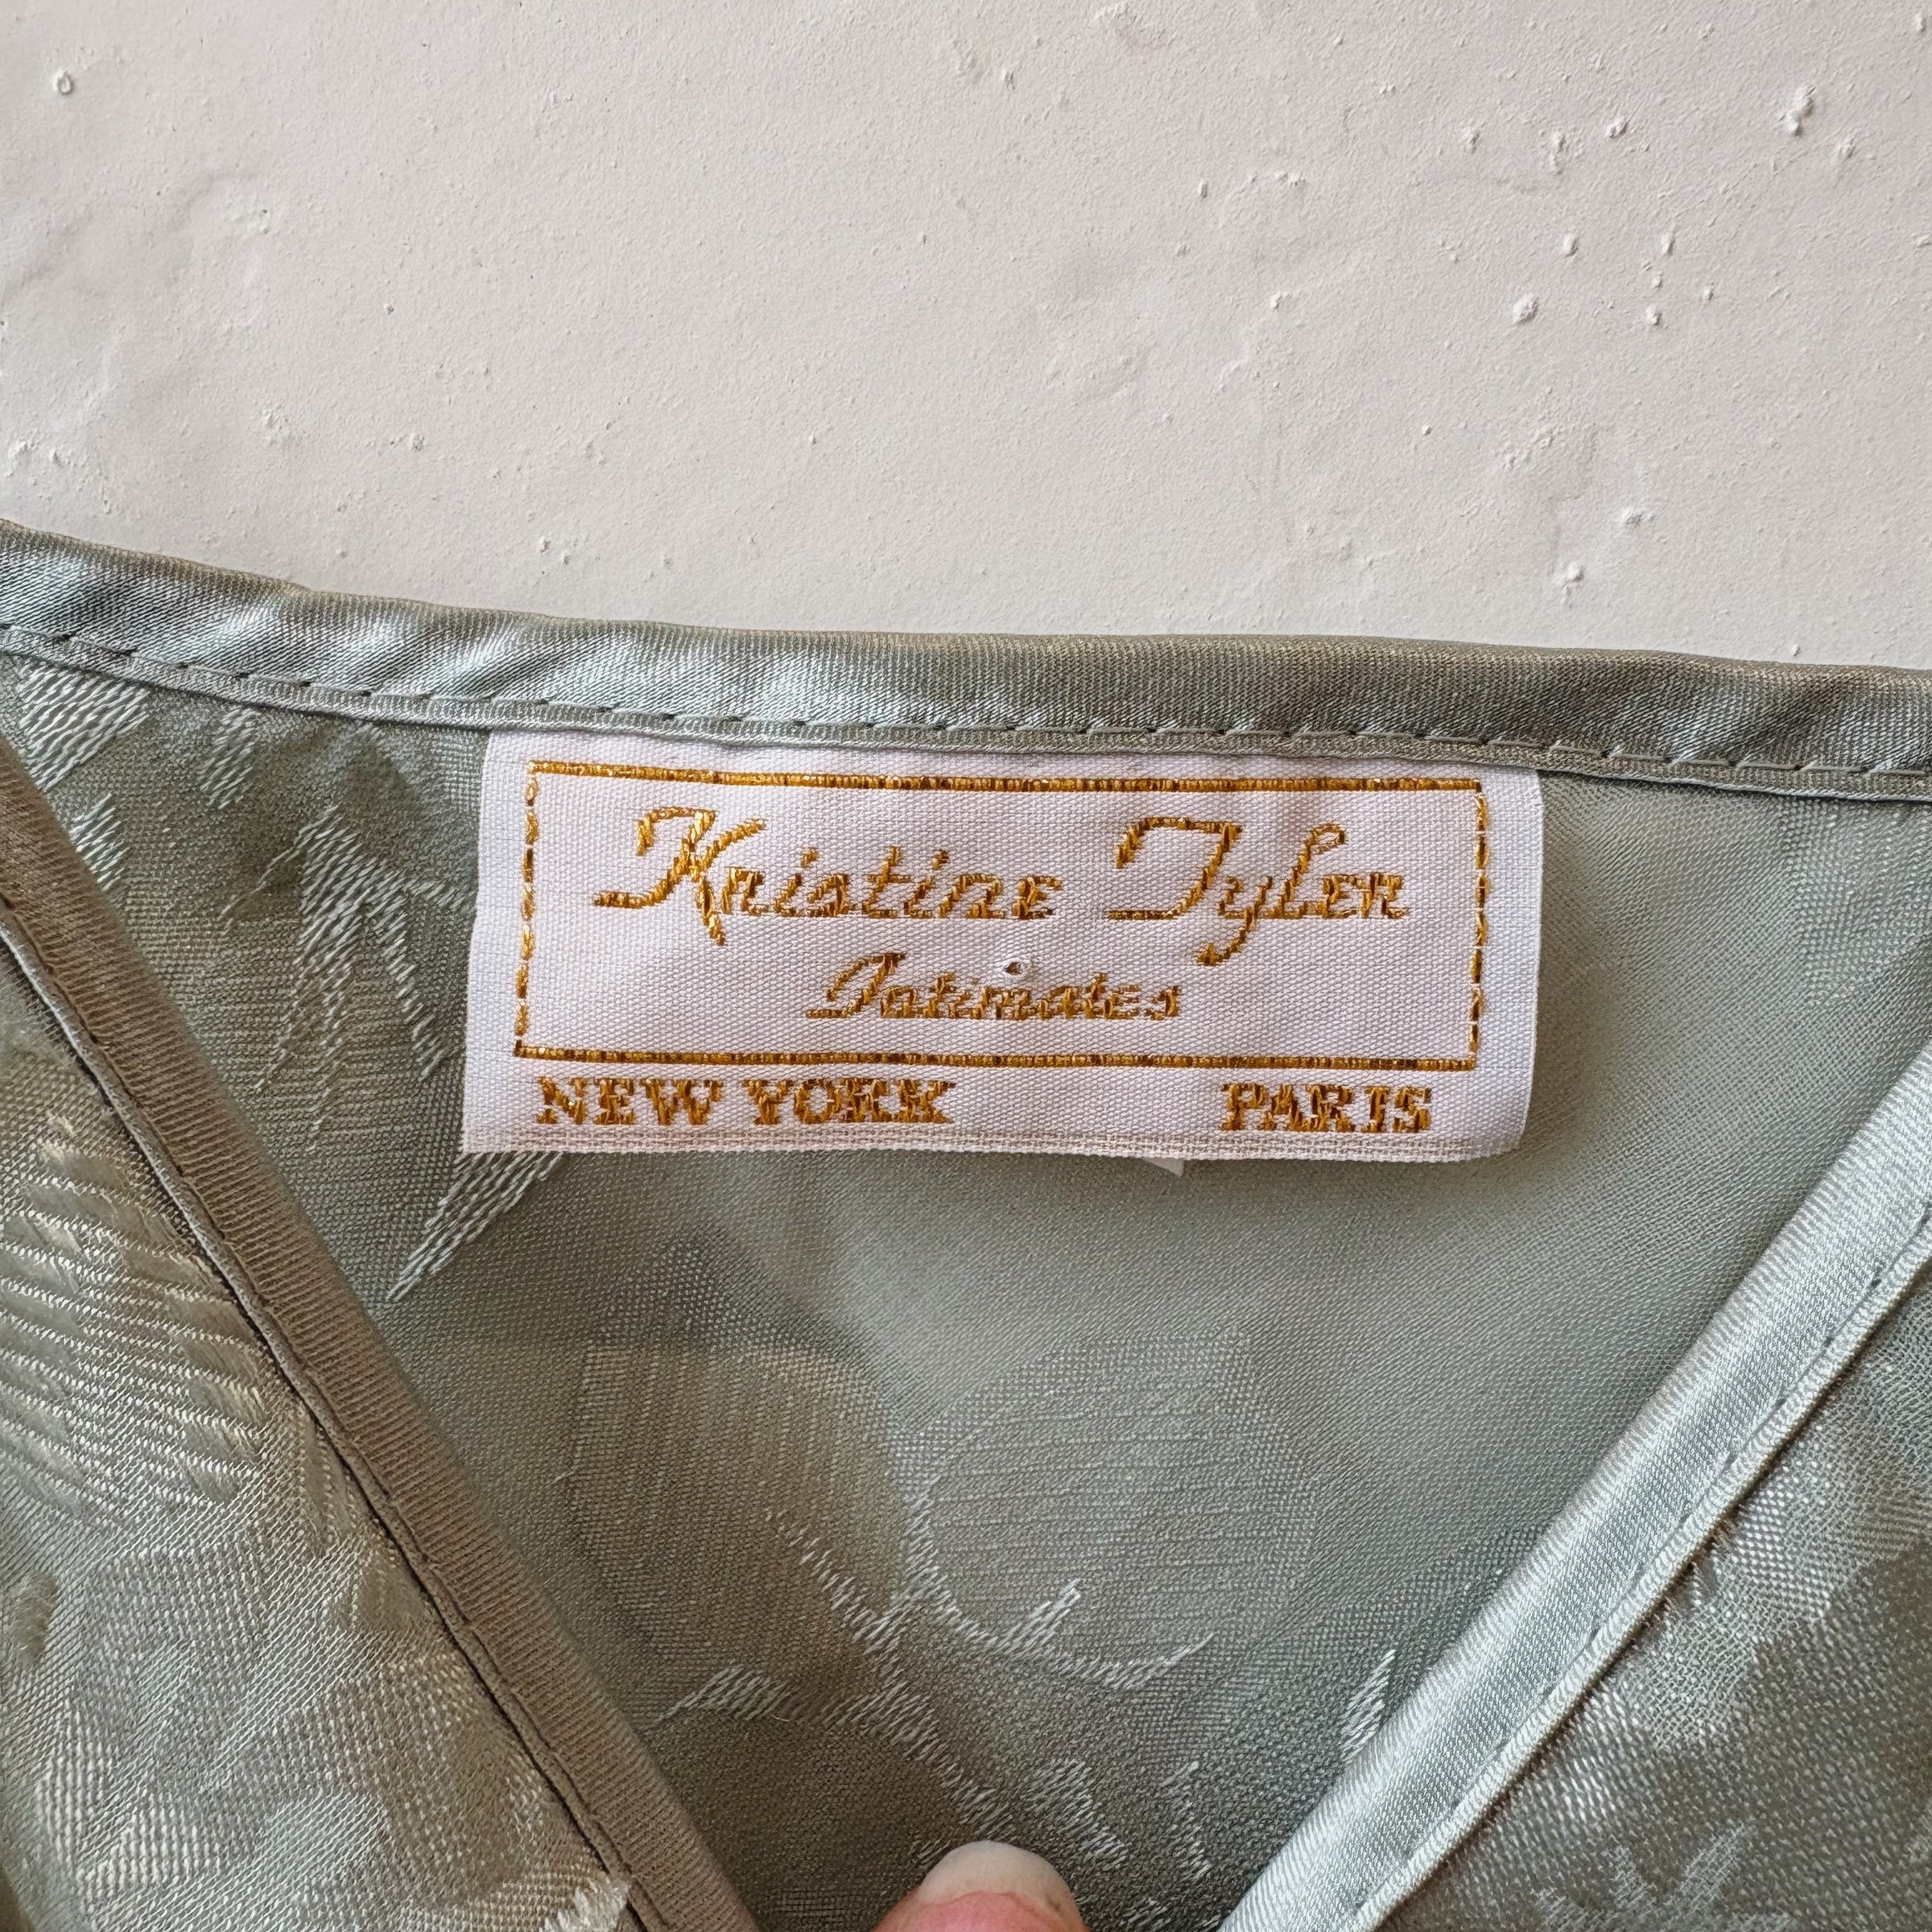 Kristine Tyler
Intimates
NEW YORK PARIS